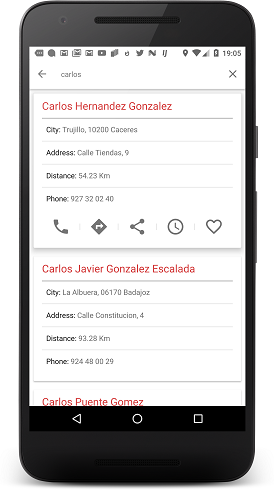 19:05
carlos
Carlos Hernandez Gonzalez
City: Trujillo, 10200 Caceres
Address: Calle Tiendas, 9
Distance: 54.23 Km
Phone: 927 32 02 40
Carlos Javier Gonzalez Escalada
City: La Albuera, 06170 Badajoz
Address: Calle Constitucion, 4
Distance: 93.28 Km
Phone: 924 48 00 29
Carlos Puente Gomez